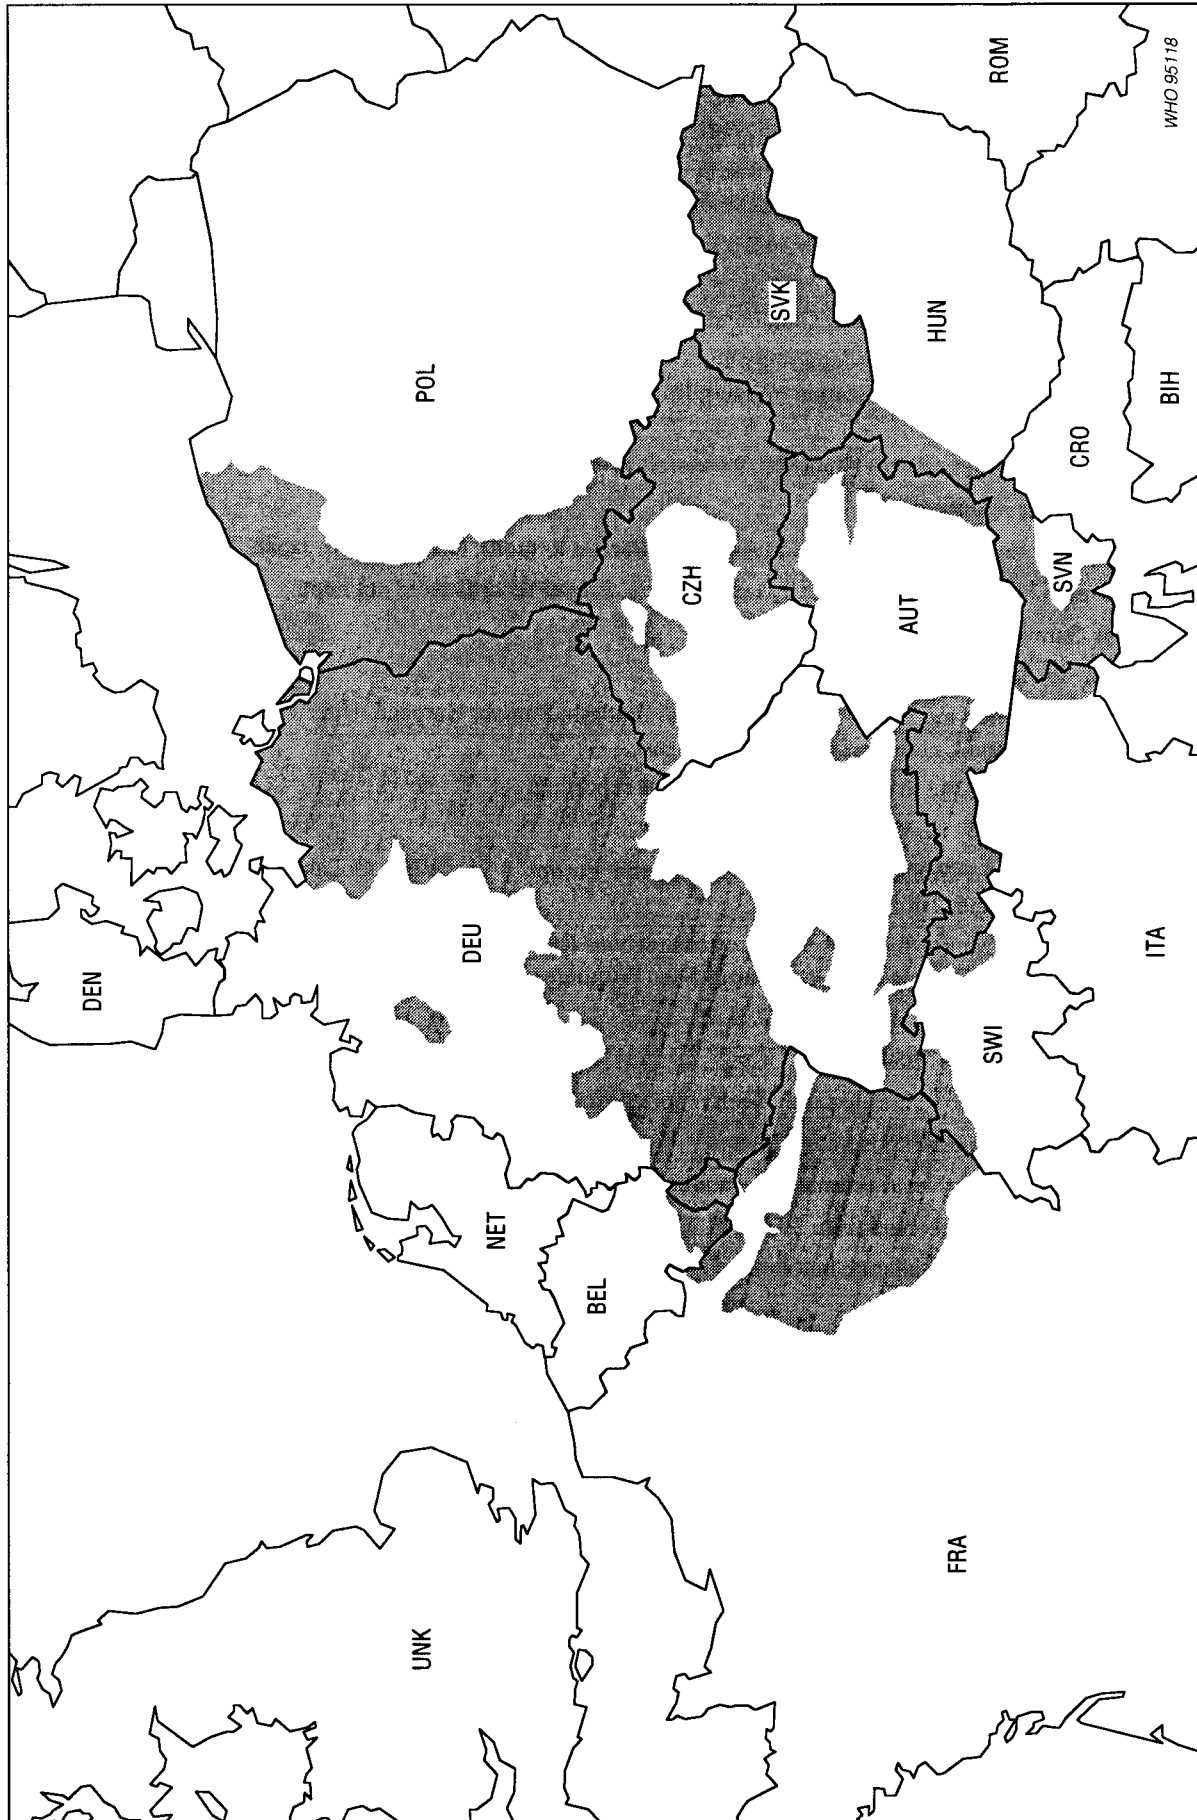 DEN
UNK
NET
DEU
POL
BEL
CZH
SVK
AUT
HUN
FRA
SWI
SVN
CRO
ROM
ITA
BIH
WHO 95118